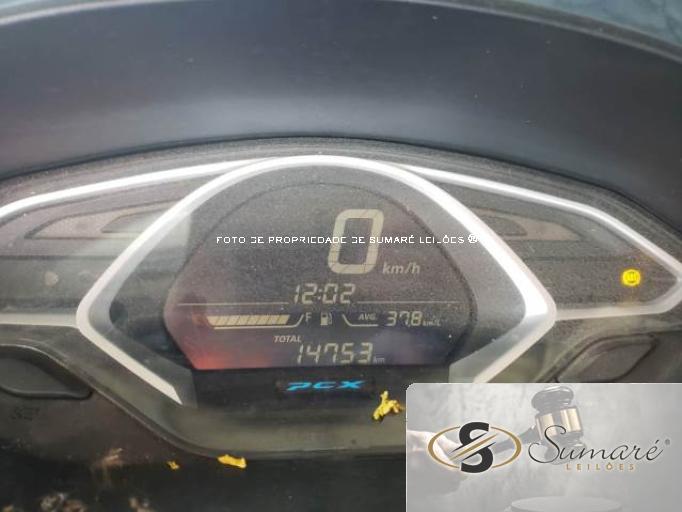 0 km/h
FOTO DE PROPRIEDADE DE SUMARÉ LEILÕES ®
12:02
F AVG. 37.8 km/L
TOTAL
14753 km
PCX
S Sumaré
LEILÕES